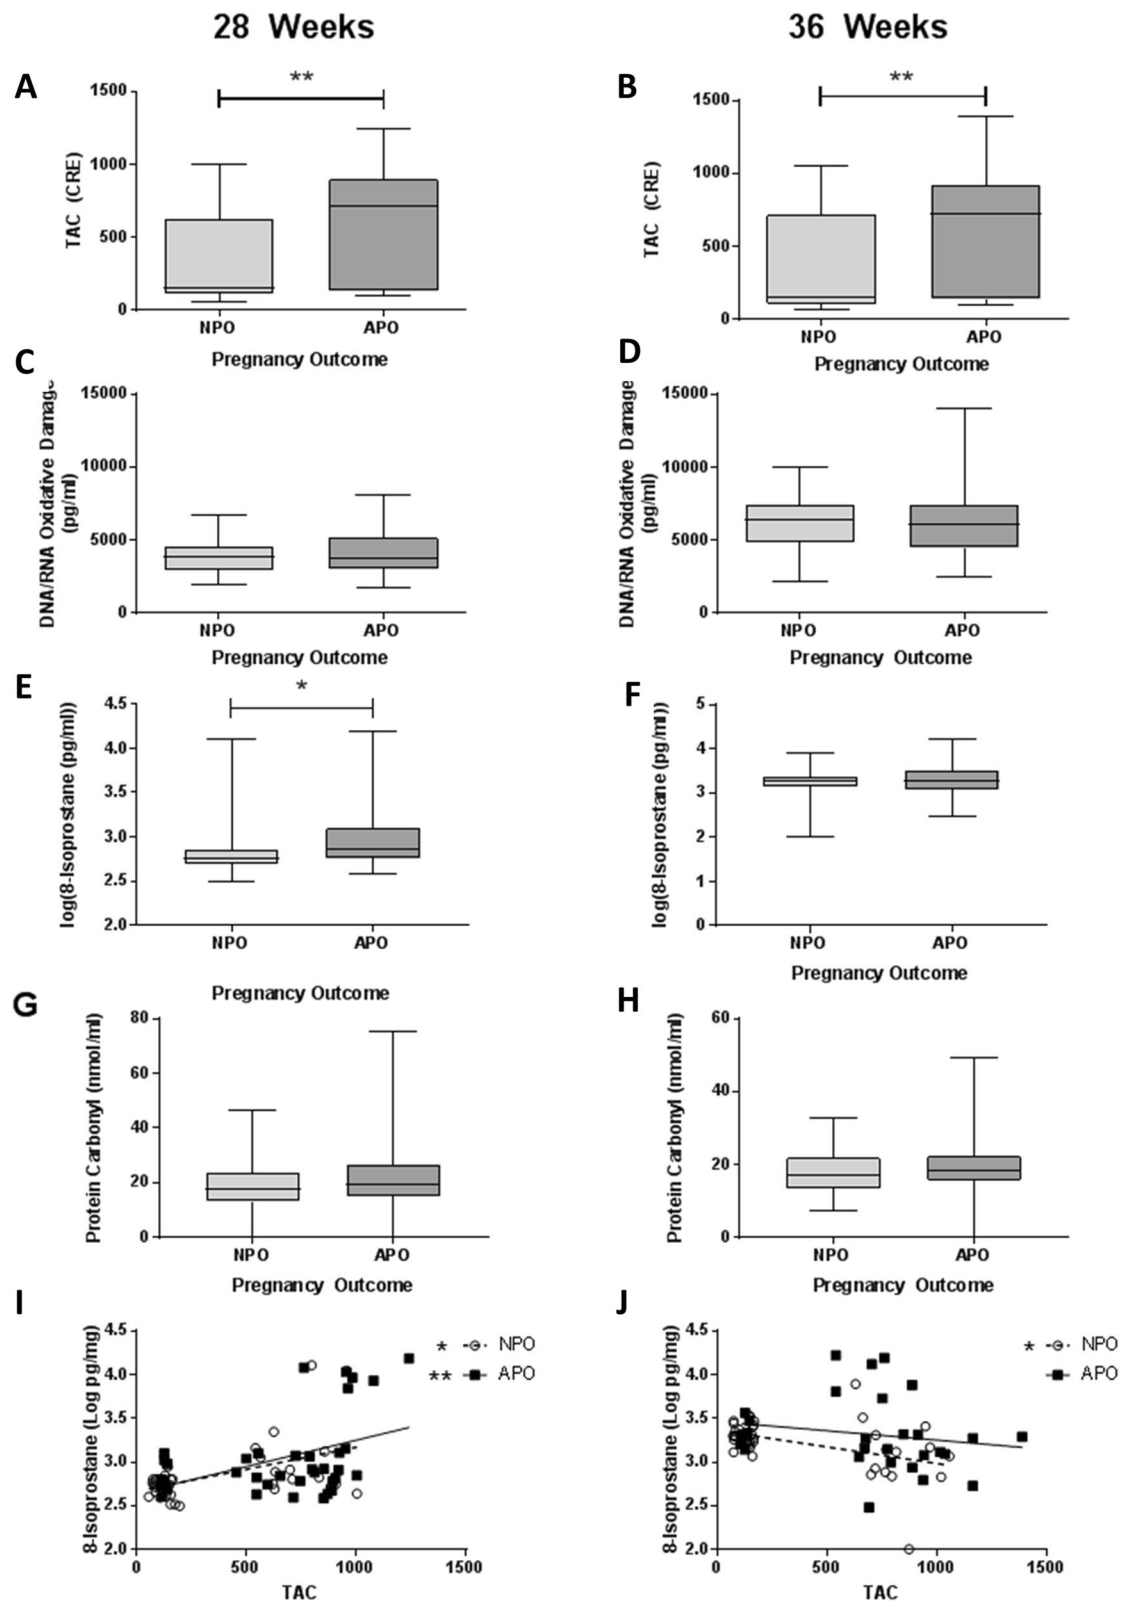 28 Weeks
36 Weeks
A
**
1500
1000
500
0
TAC (CRE)
NPO
APO
Pregnancy Outcome
B
**
1500
1000
500
0
TAC (CRE)
NPO
APO
Pregnancy Outcome
C
15000
10000
5000
0
DNA/RNA Oxidative Damage
(pg/ml)
NPO
APO
Pregnancy Outcome
D
15000
10000
5000
0
DNA/RNA Oxidative Damage
(pg/ml)
NPO
APO
Pregnancy Outcome
E
*
4.5
4.0
3.5
3.0
2.5
2.0
log(8-Isoprostane (pg/ml))
NPO
APO
Pregnancy Outcome
F
5
4
3
2
1
0
log(8-Isoprostane (pg/ml))
NPO
APO
Pregnancy Outcome
G
80
60
40
20
0
Protein Carbonyl (nmol/ml)
NPO
APO
Pregnancy Outcome
H
60
40
20
0
Protein Carbonyl (nmol/ml)
NPO
APO
Pregnancy Outcome
I
4.5
4.0
3.5
3.0
2.5
2.0
8-Isoprostane (Log pg/mg)
* NPO
** APO
0
500
1000
1500
TAC
J
4.5
4.0
3.5
3.0
2.5
2.0
8-Isoprostane (Log pg/mg)
* NPO
APO
0
500
1000
1500
TAC